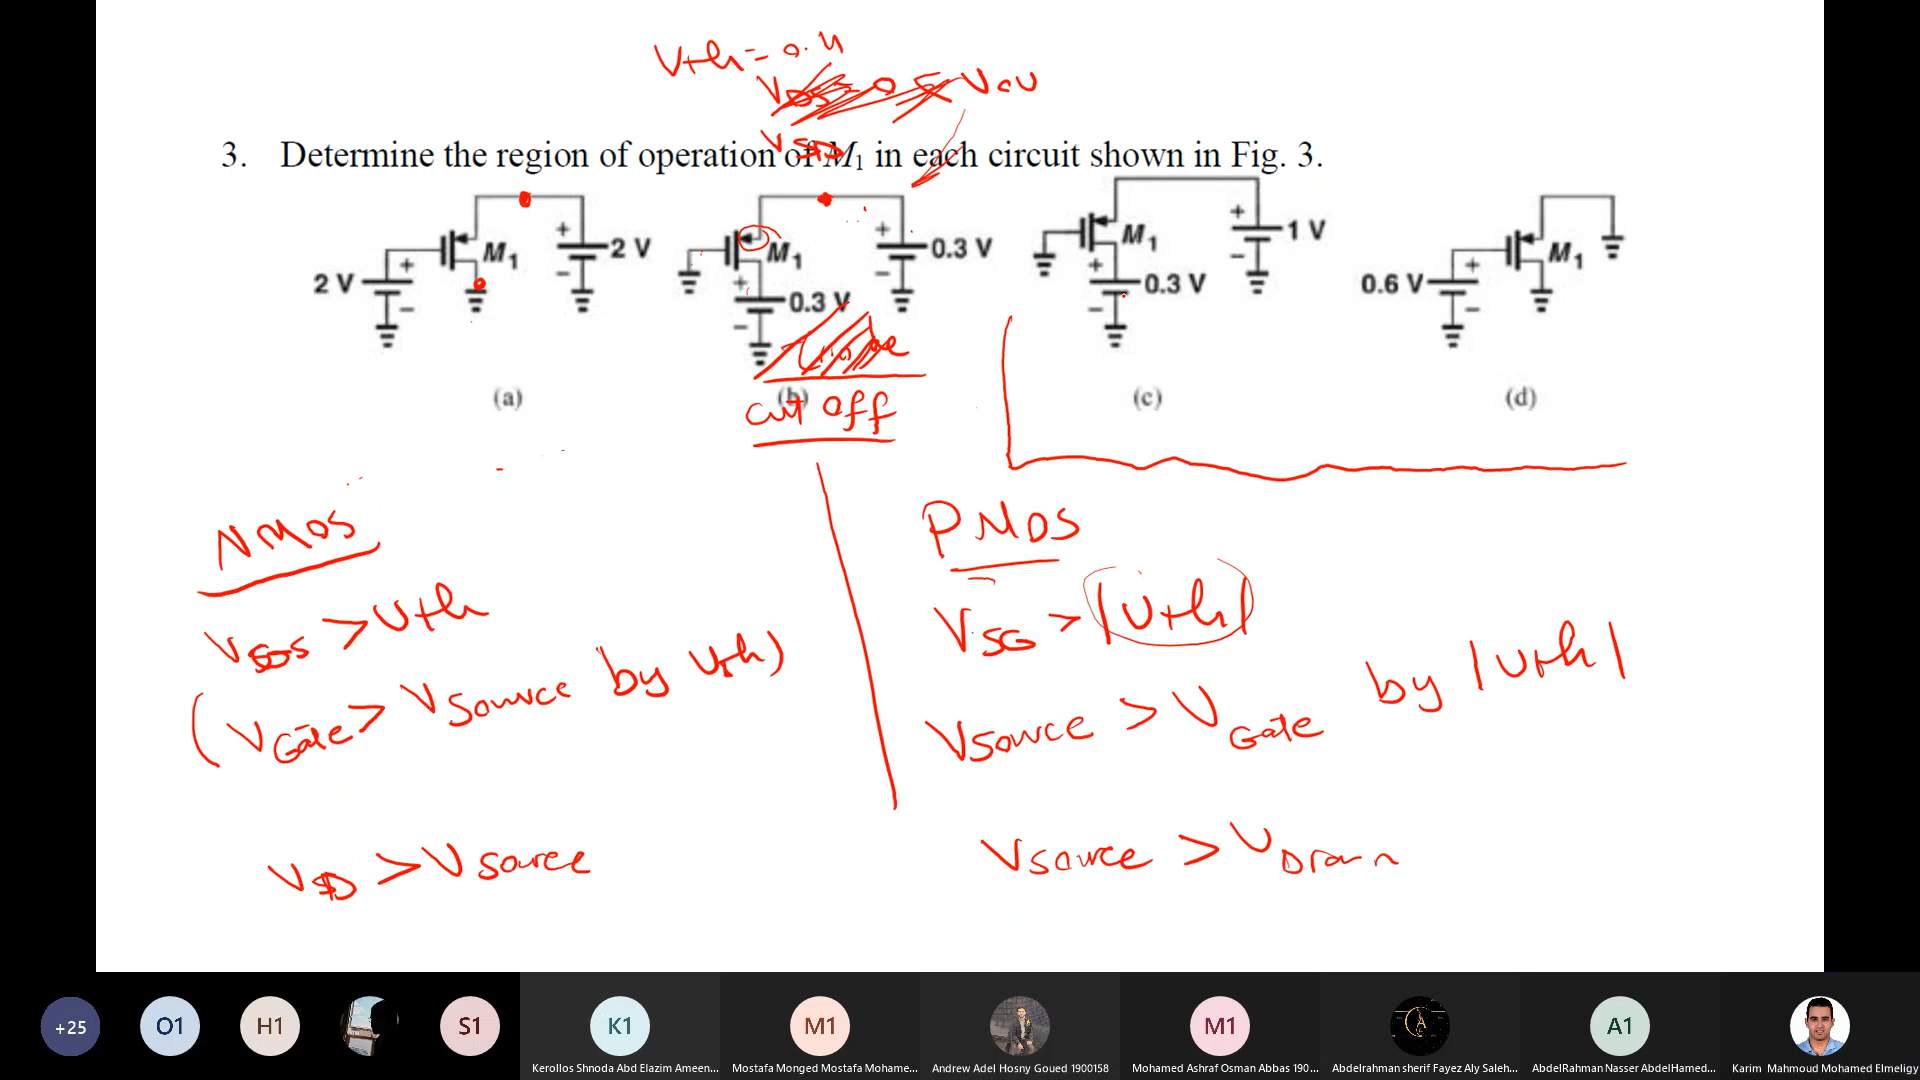 Vth = 0.4
VDS = 0 < Vov
VSD
3. Determine the region of operation of M1 in each circuit shown in Fig. 3.
2 V M1 2 V
M1 0.3 V 0.3 V
M1 0.3 V 1 V
0.6 V M1
(a) (b) (c) (d)
cut off
NMOS
VGS > Vth
(VGate > Vsource by Vth)
VD > Vsource
PMOS
VSG > |Vth|
Vsource > VGate by |Vth|
Vsource > VDrain
+25 O1 H1 S1 K1 M1 M1 A1
Kerollos Shnoda Abd Elazim Ameen...
Mostafa Monged Mostafa Mohame...
Andrew Adel Hosny Goued 1900158
Mohamed Ashraf Osman Abbas 190...
Abdelrahman sherif Fayez Aly Saleh...
AbdelRahman Nasser AbdelHamed...
Karim Mahmoud Mohamed Elmeligy